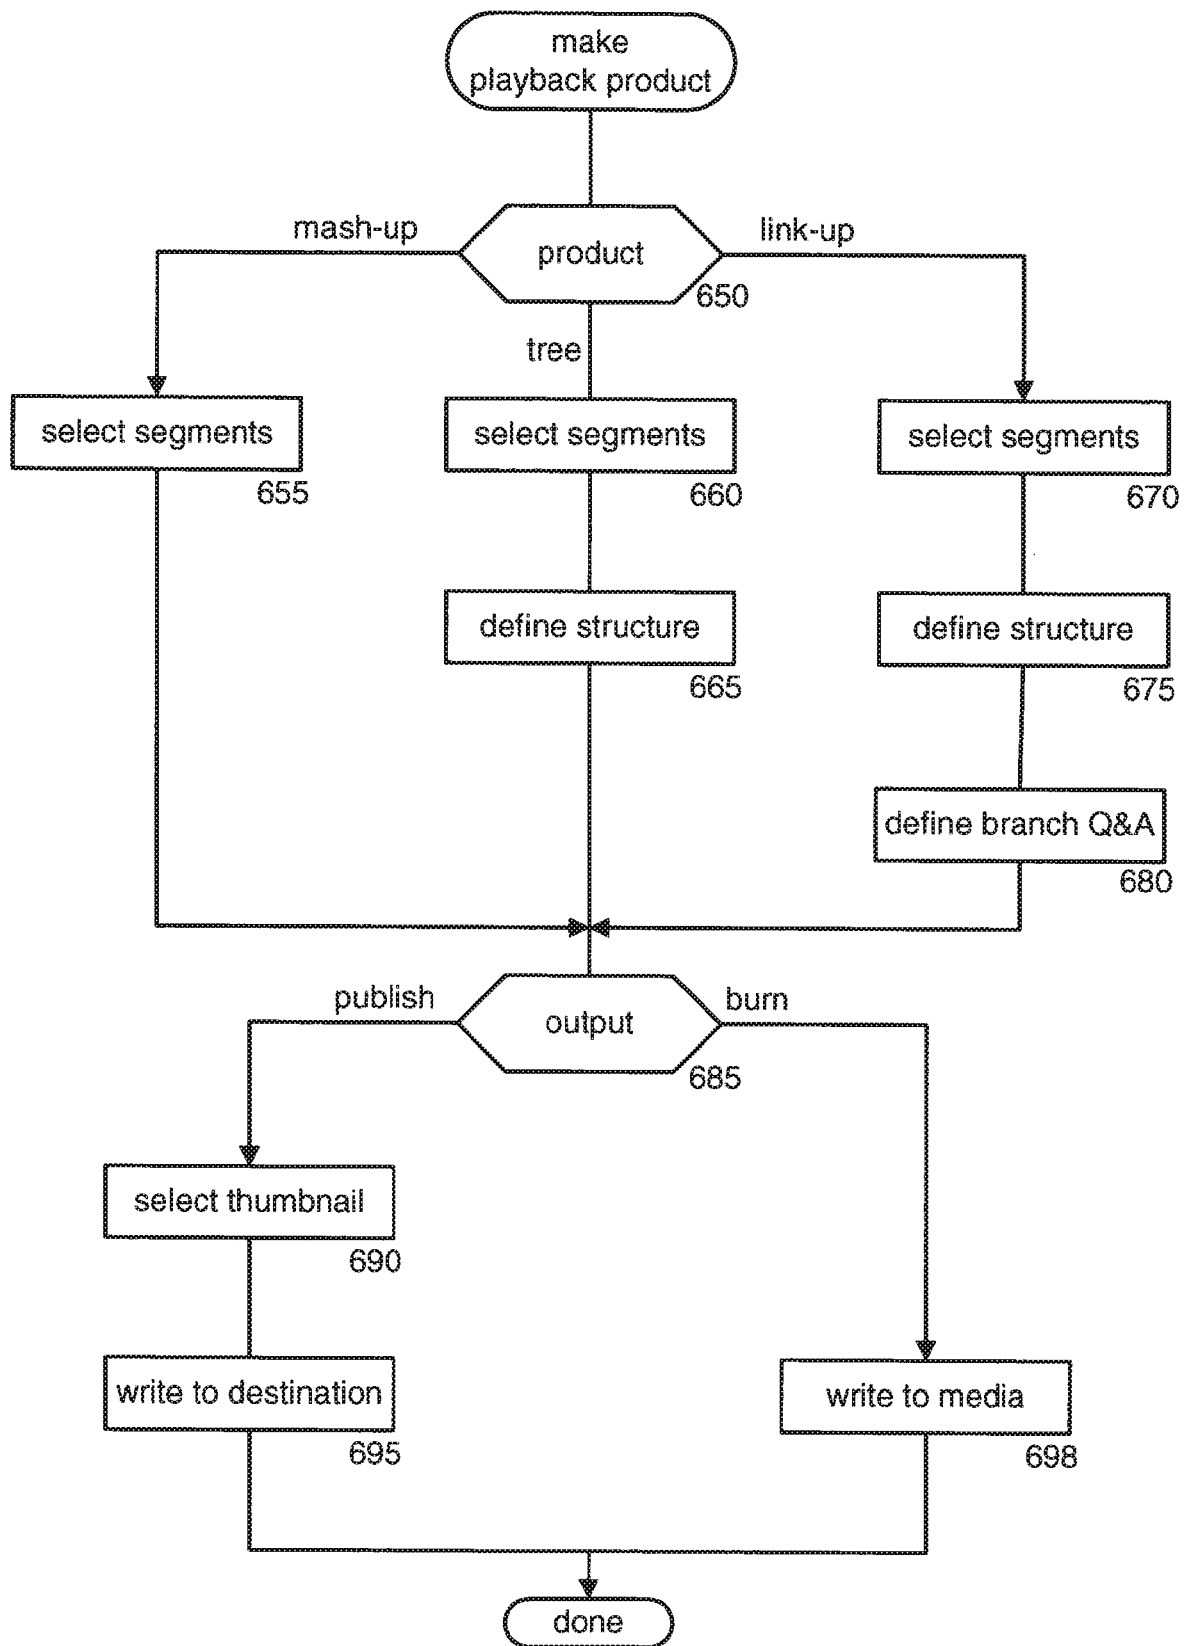 make
playback product
mash-up
product
link-up
650
tree
select segments
655
select segments
660
select segments
670
define structure
665
define structure
675
define branch Q&A
680
publish
output
burn
685
select thumbnail
690
write to destination
695
write to media
698
done